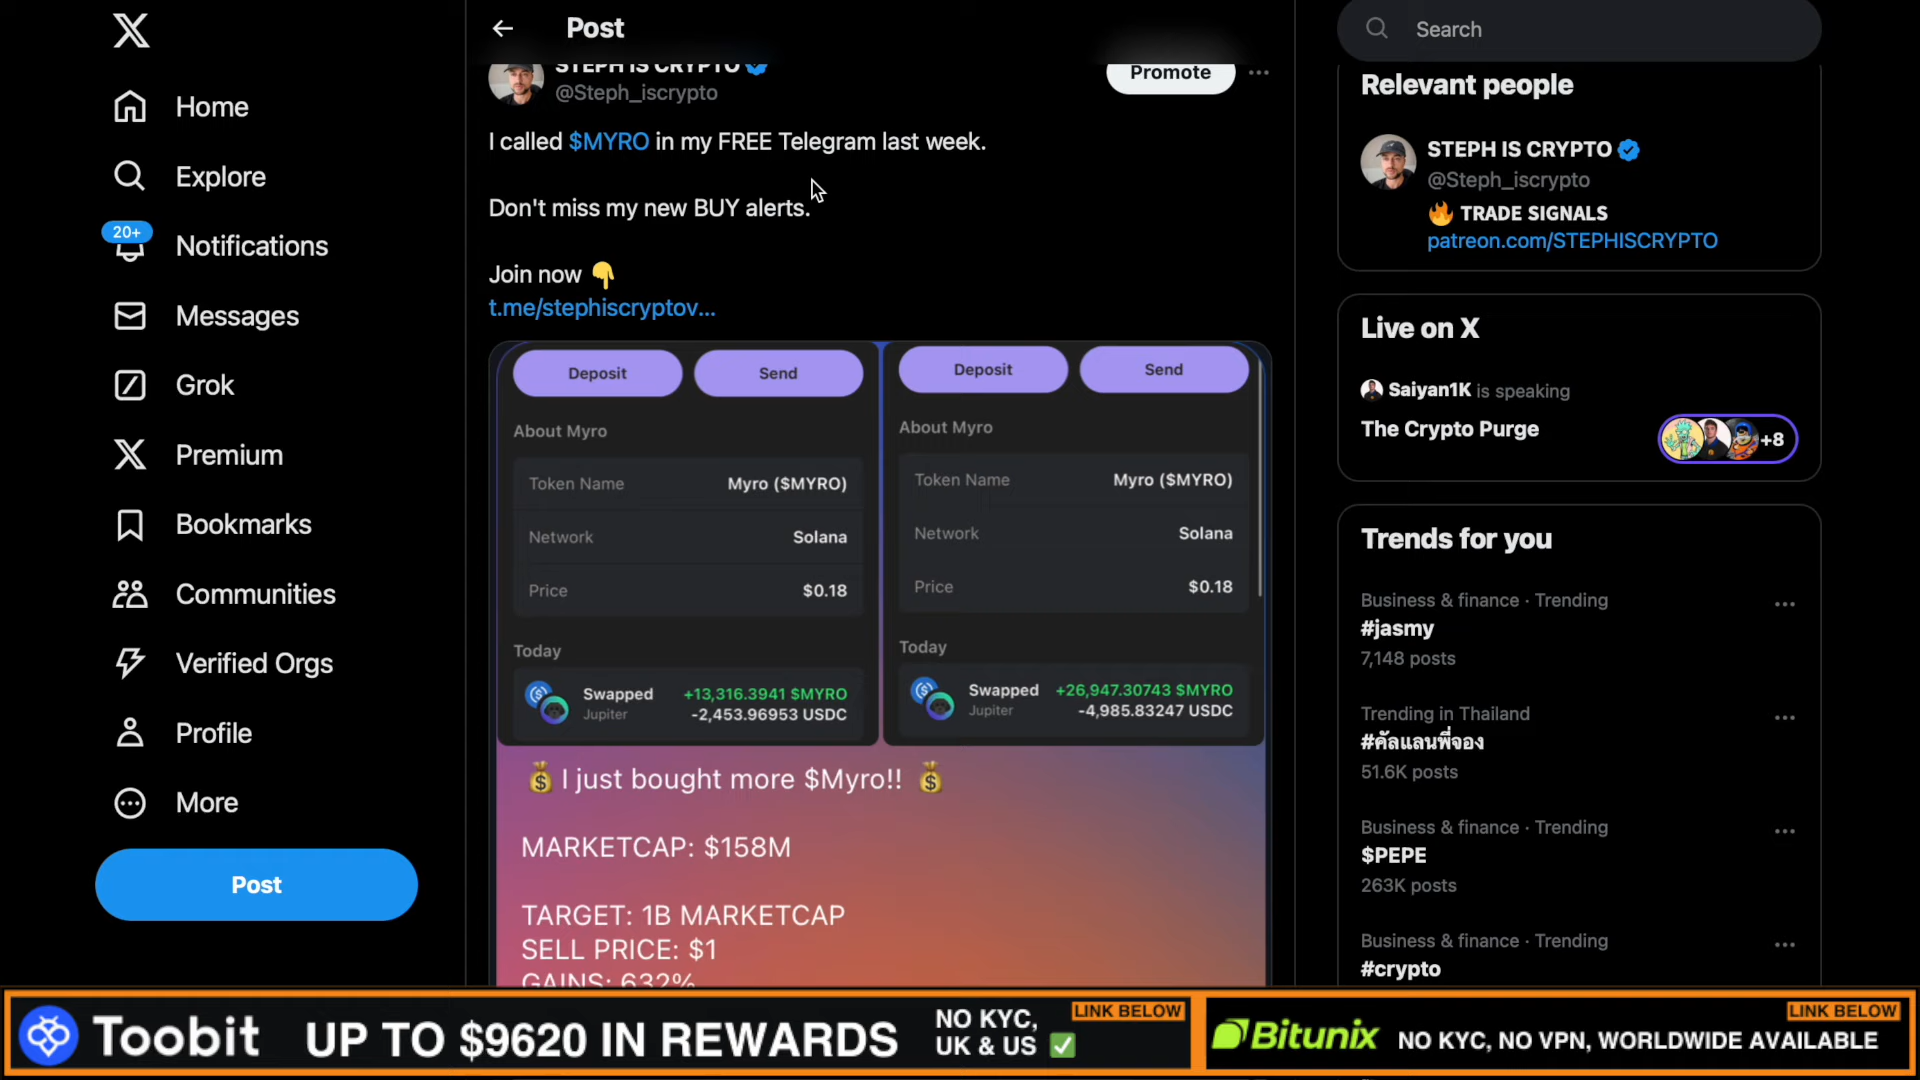 Home
Explore
20+
Notifications
Messages
Grok
Premium
Bookmarks
Communities
Verified Orgs
Profile
More
Post
Post
STEPH IS CRYPTO
@Steph_iscrypto
Promote
I called $MYRO in my FREE Telegram last week.
Don't miss my new BUY alerts.
Join now 👇
t.me/stephiscryptov...
Deposit
Send
About Myro
Token Name
Myro ($MYRO)
Network
Solana
Price
$0.18
Today
Swapped
+13,316.3941 $MYRO
Jupiter
-2,453.96953 USDC
Deposit
Send
About Myro
Token Name
Myro ($MYRO)
Network
Solana
Price
$0.18
Today
Swapped
+26,947.30743 $MYRO
Jupiter
-4,985.83247 USDC
💰 I just bought more $Myro!! 💰
MARKETCAP: $158M
TARGET: 1B MARKETCAP
SELL PRICE: $1
GAINS: 632%
Search
Relevant people
STEPH IS CRYPTO
@Steph_iscrypto
🔥 TRADE SIGNALS
patreon.com/STEPHISCRYPTO
Live on X
Saiyan1K is speaking
The Crypto Purge
+8
Trends for you
Business & finance · Trending
#jasmy
7,148 posts
Trending in Thailand
#คัลแลนพี่จอง
51.6K posts
Business & finance · Trending
$PEPE
263K posts
Business & finance · Trending
#crypto
Toobit
UP TO $9620 IN REWARDS
NO KYC,
UK & US ✅
LINK BELOW
Bitunix
NO KYC, NO VPN, WORLDWIDE AVAILABLE
LINK BELOW